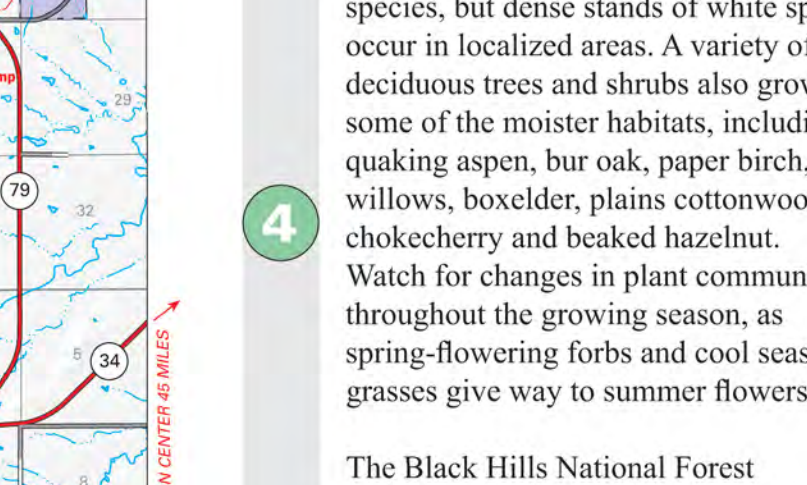 mp
29
79
32
5
34
N CENTER 45 MILES
8
4
species, but dense stands of white sp
occur in localized areas. A variety of
deciduous trees and shrubs also grow
some of the moister habitats, includi
quaking aspen, bur oak, paper birch,
willows, boxelder, plains cottonwoo
chokecherry and beaked hazelnut.
Watch for changes in plant commun
throughout the growing season, as
spring-flowering forbs and cool seas
grasses give way to summer flowers
The Black Hills National Forest